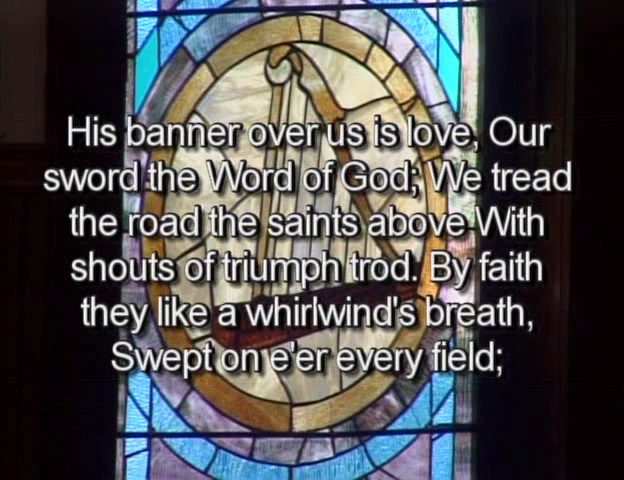 His banner over us is love, Our
sword the Word of God; We tread
the road the saints above With
shouts of triumph trod. By faith
they like a whirlwind's breath,
Swept on e'er every field;